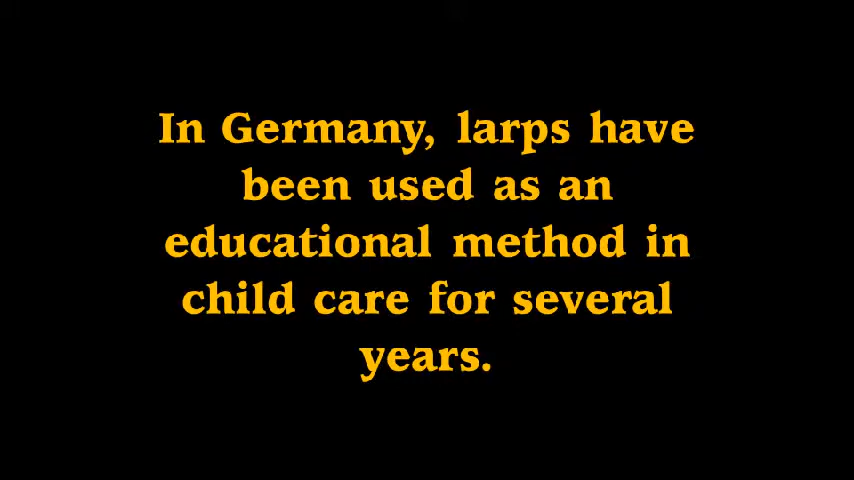 In Germany, larps have
been used as an
educational method in
child care for several
years.